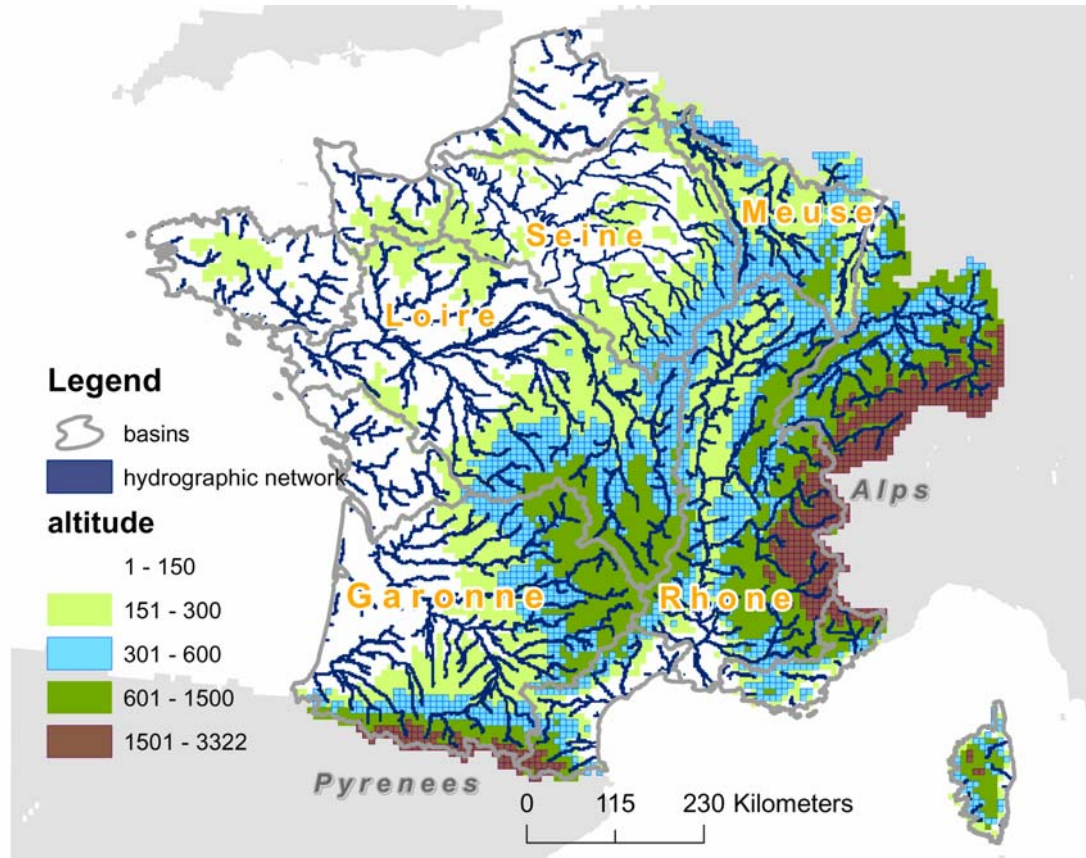 Meuse
Seine
Loire
Legend
basins
hydrographic network
Alps
altitude
1 - 150
151 - 300
Garonne
Rhone
301 - 600
601 - 1500
1501 - 3322
Pyrenees
0 115 230 Kilometers